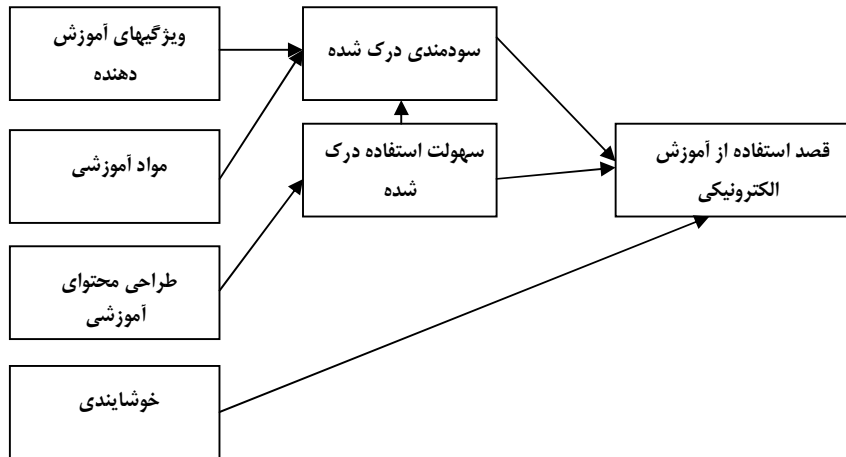 ویژگیهای آموزش
دهنده
سودمندی درک شده
مواد آموزشی
سهولت استفاده درک
شده
قصد استفاده از آموزش
الکترونیکی
طراحی محتوای
آموزشی
خوشایندی